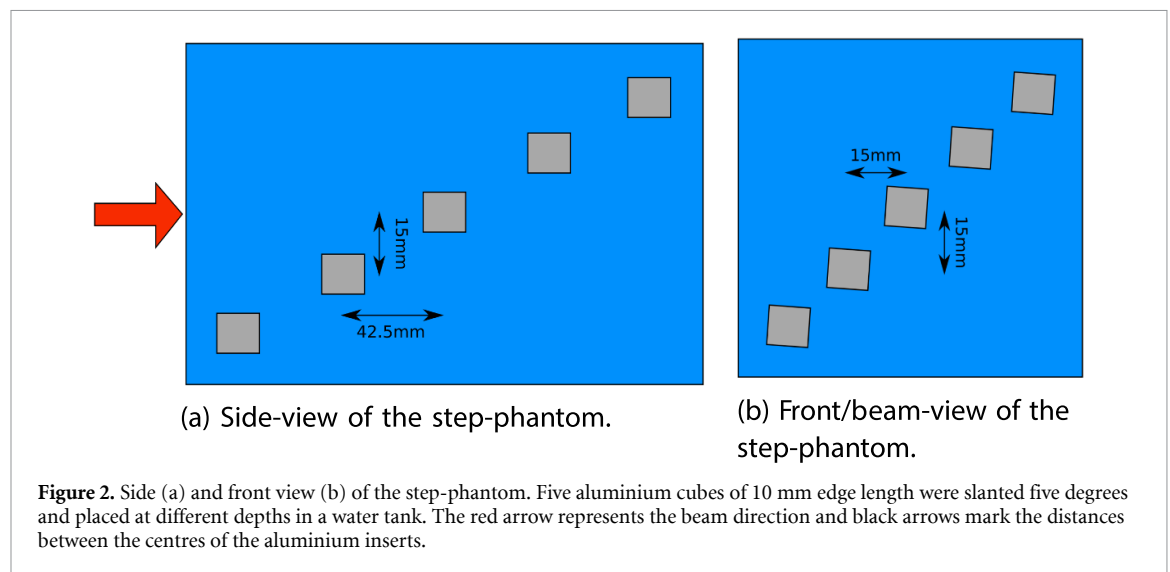 15mm
42.5mm
(a) Side-view of the step-phantom.
15mm
15mm
(b) Front/beam-view of the
step-phantom.
Figure 2. Side (a) and front view (b) of the step-phantom. Five aluminium cubes of 10 mm edge length were slanted five degrees
and placed at different depths in a water tank. The red arrow represents the beam direction and black arrows mark the distances
between the centres of the aluminium inserts.